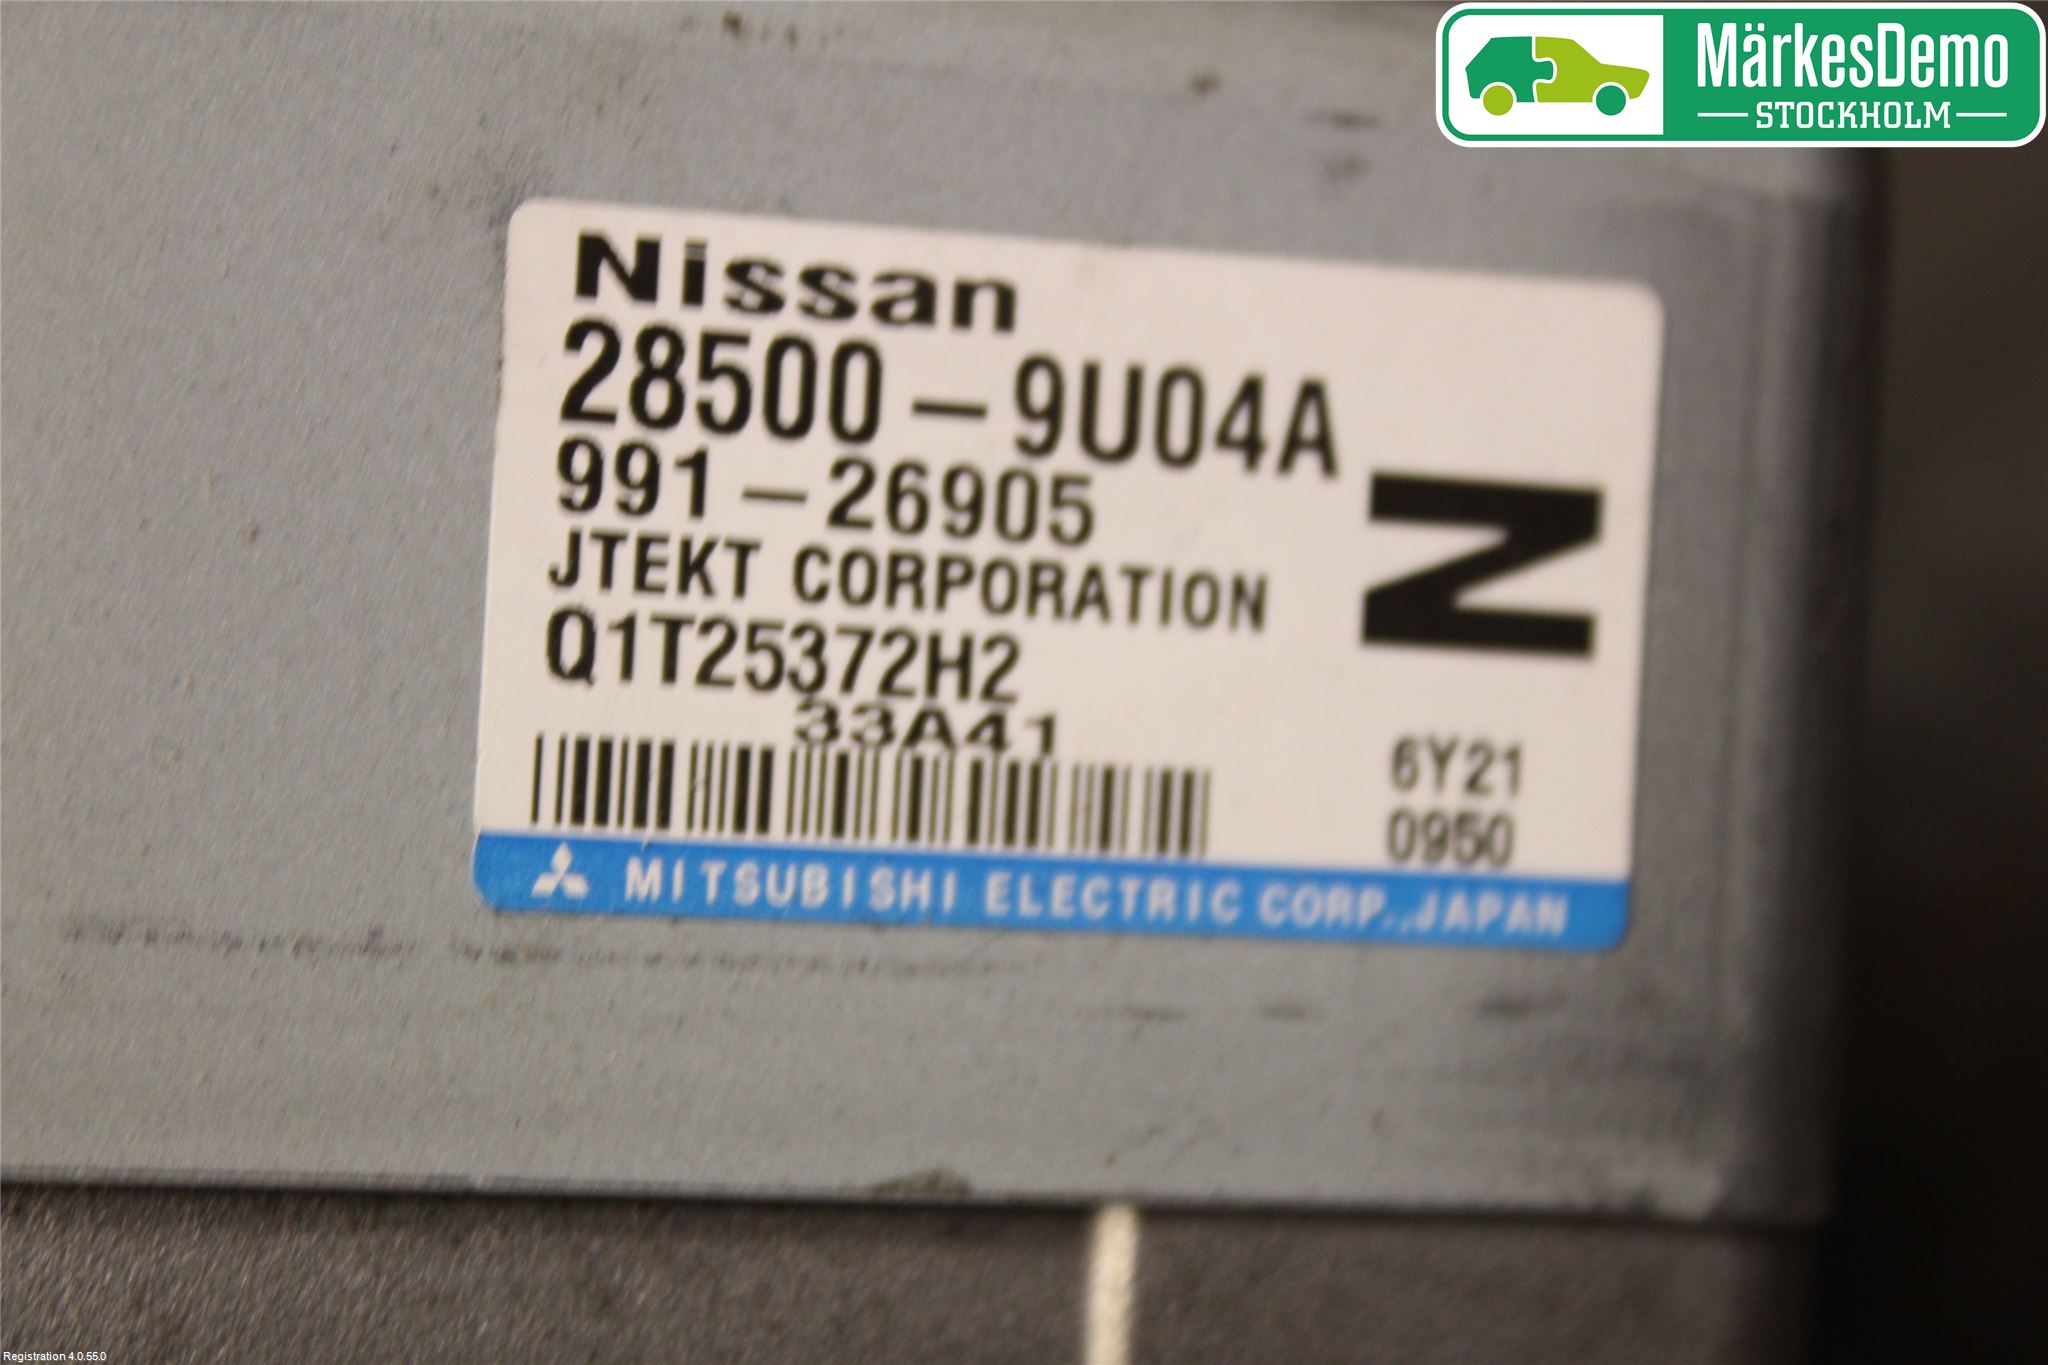 MärkesDemo
STOCKHOLM
Nissan
28500-9U04A
991-26905
JTEKT CORPORATION
Q1T25372H2
33A41
N
6Y21
0950
MITSUBISHI ELECTRIC CORP., JAPAN
Registration 4.0.55.0